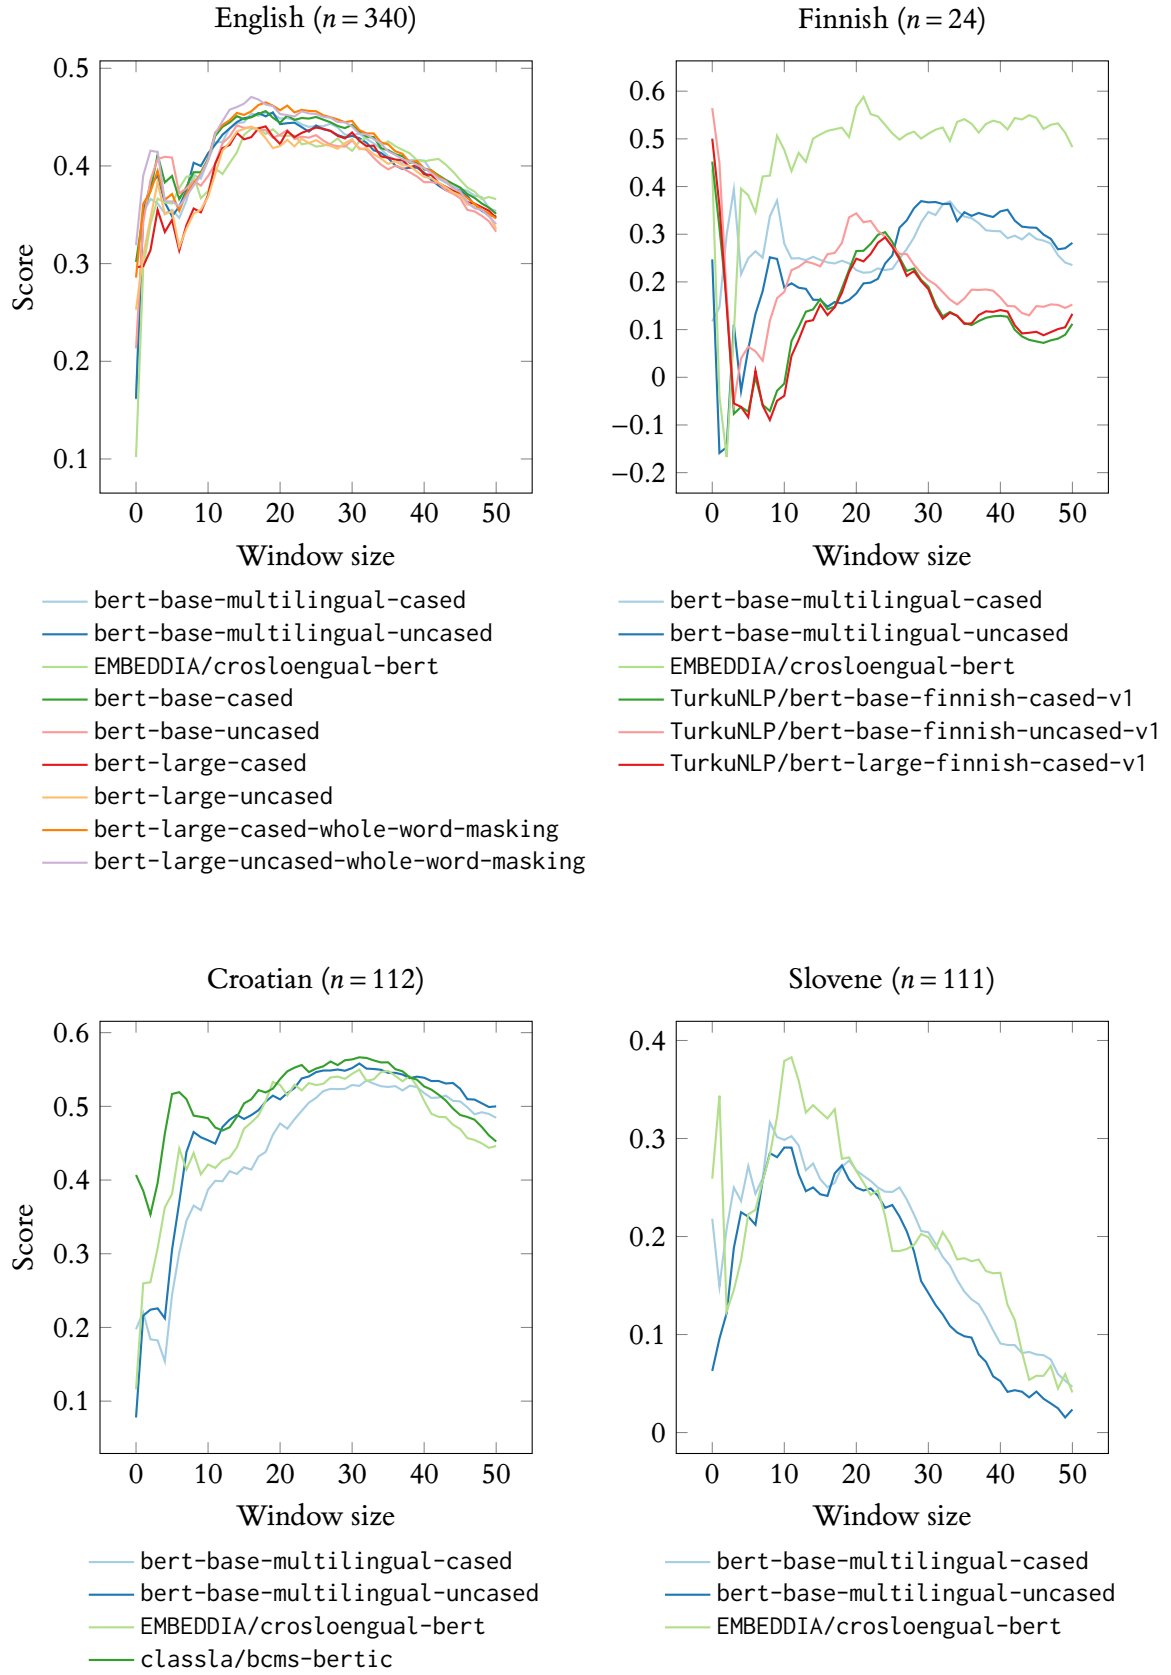 English (n = 340)
0.5
0.4
0.3
0.2
0.1
Score
0 10 20 30 40 50
Window size
bert-base-multilingual-cased
bert-base-multilingual-uncased
EMBEDDIA/crosloengual-bert
bert-base-cased
bert-base-uncased
bert-large-cased
bert-large-uncased
bert-large-cased-whole-word-masking
bert-large-uncased-whole-word-masking
Finnish (n = 24)
0.6
0.5
0.4
0.3
0.2
0.1
0
−0.1
−0.2
0 10 20 30 40 50
Window size
bert-base-multilingual-cased
bert-base-multilingual-uncased
EMBEDDIA/crosloengual-bert
TurkuNLP/bert-base-finnish-cased-v1
TurkuNLP/bert-base-finnish-uncased-v1
TurkuNLP/bert-large-finnish-cased-v1
Croatian (n = 112)
0.6
0.5
0.4
0.3
0.2
0.1
Score
0 10 20 30 40 50
Window size
bert-base-multilingual-cased
bert-base-multilingual-uncased
EMBEDDIA/crosloengual-bert
classla/bcms-bertic
Slovene (n = 111)
0.4
0.3
0.2
0.1
0
0 10 20 30 40 50
Window size
bert-base-multilingual-cased
bert-base-multilingual-uncased
EMBEDDIA/crosloengual-bert